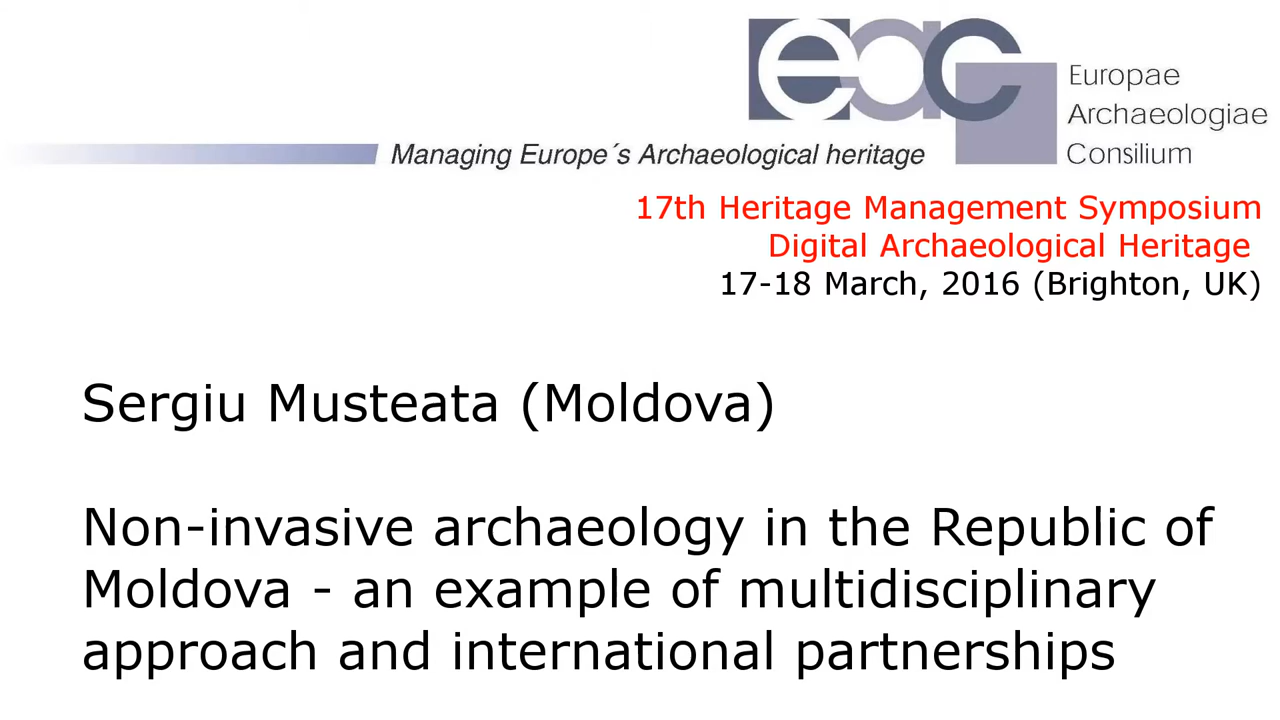 eac
Europae
Archaeologiae
Consilium
Managing Europe´s Archaeological heritage
17th Heritage Management Symposium
Digital Archaeological Heritage
17-18 March, 2016 (Brighton, UK)
Sergiu Musteata (Moldova)
Non-invasive archaeology in the Republic of
Moldova - an example of multidisciplinary
approach and international partnerships